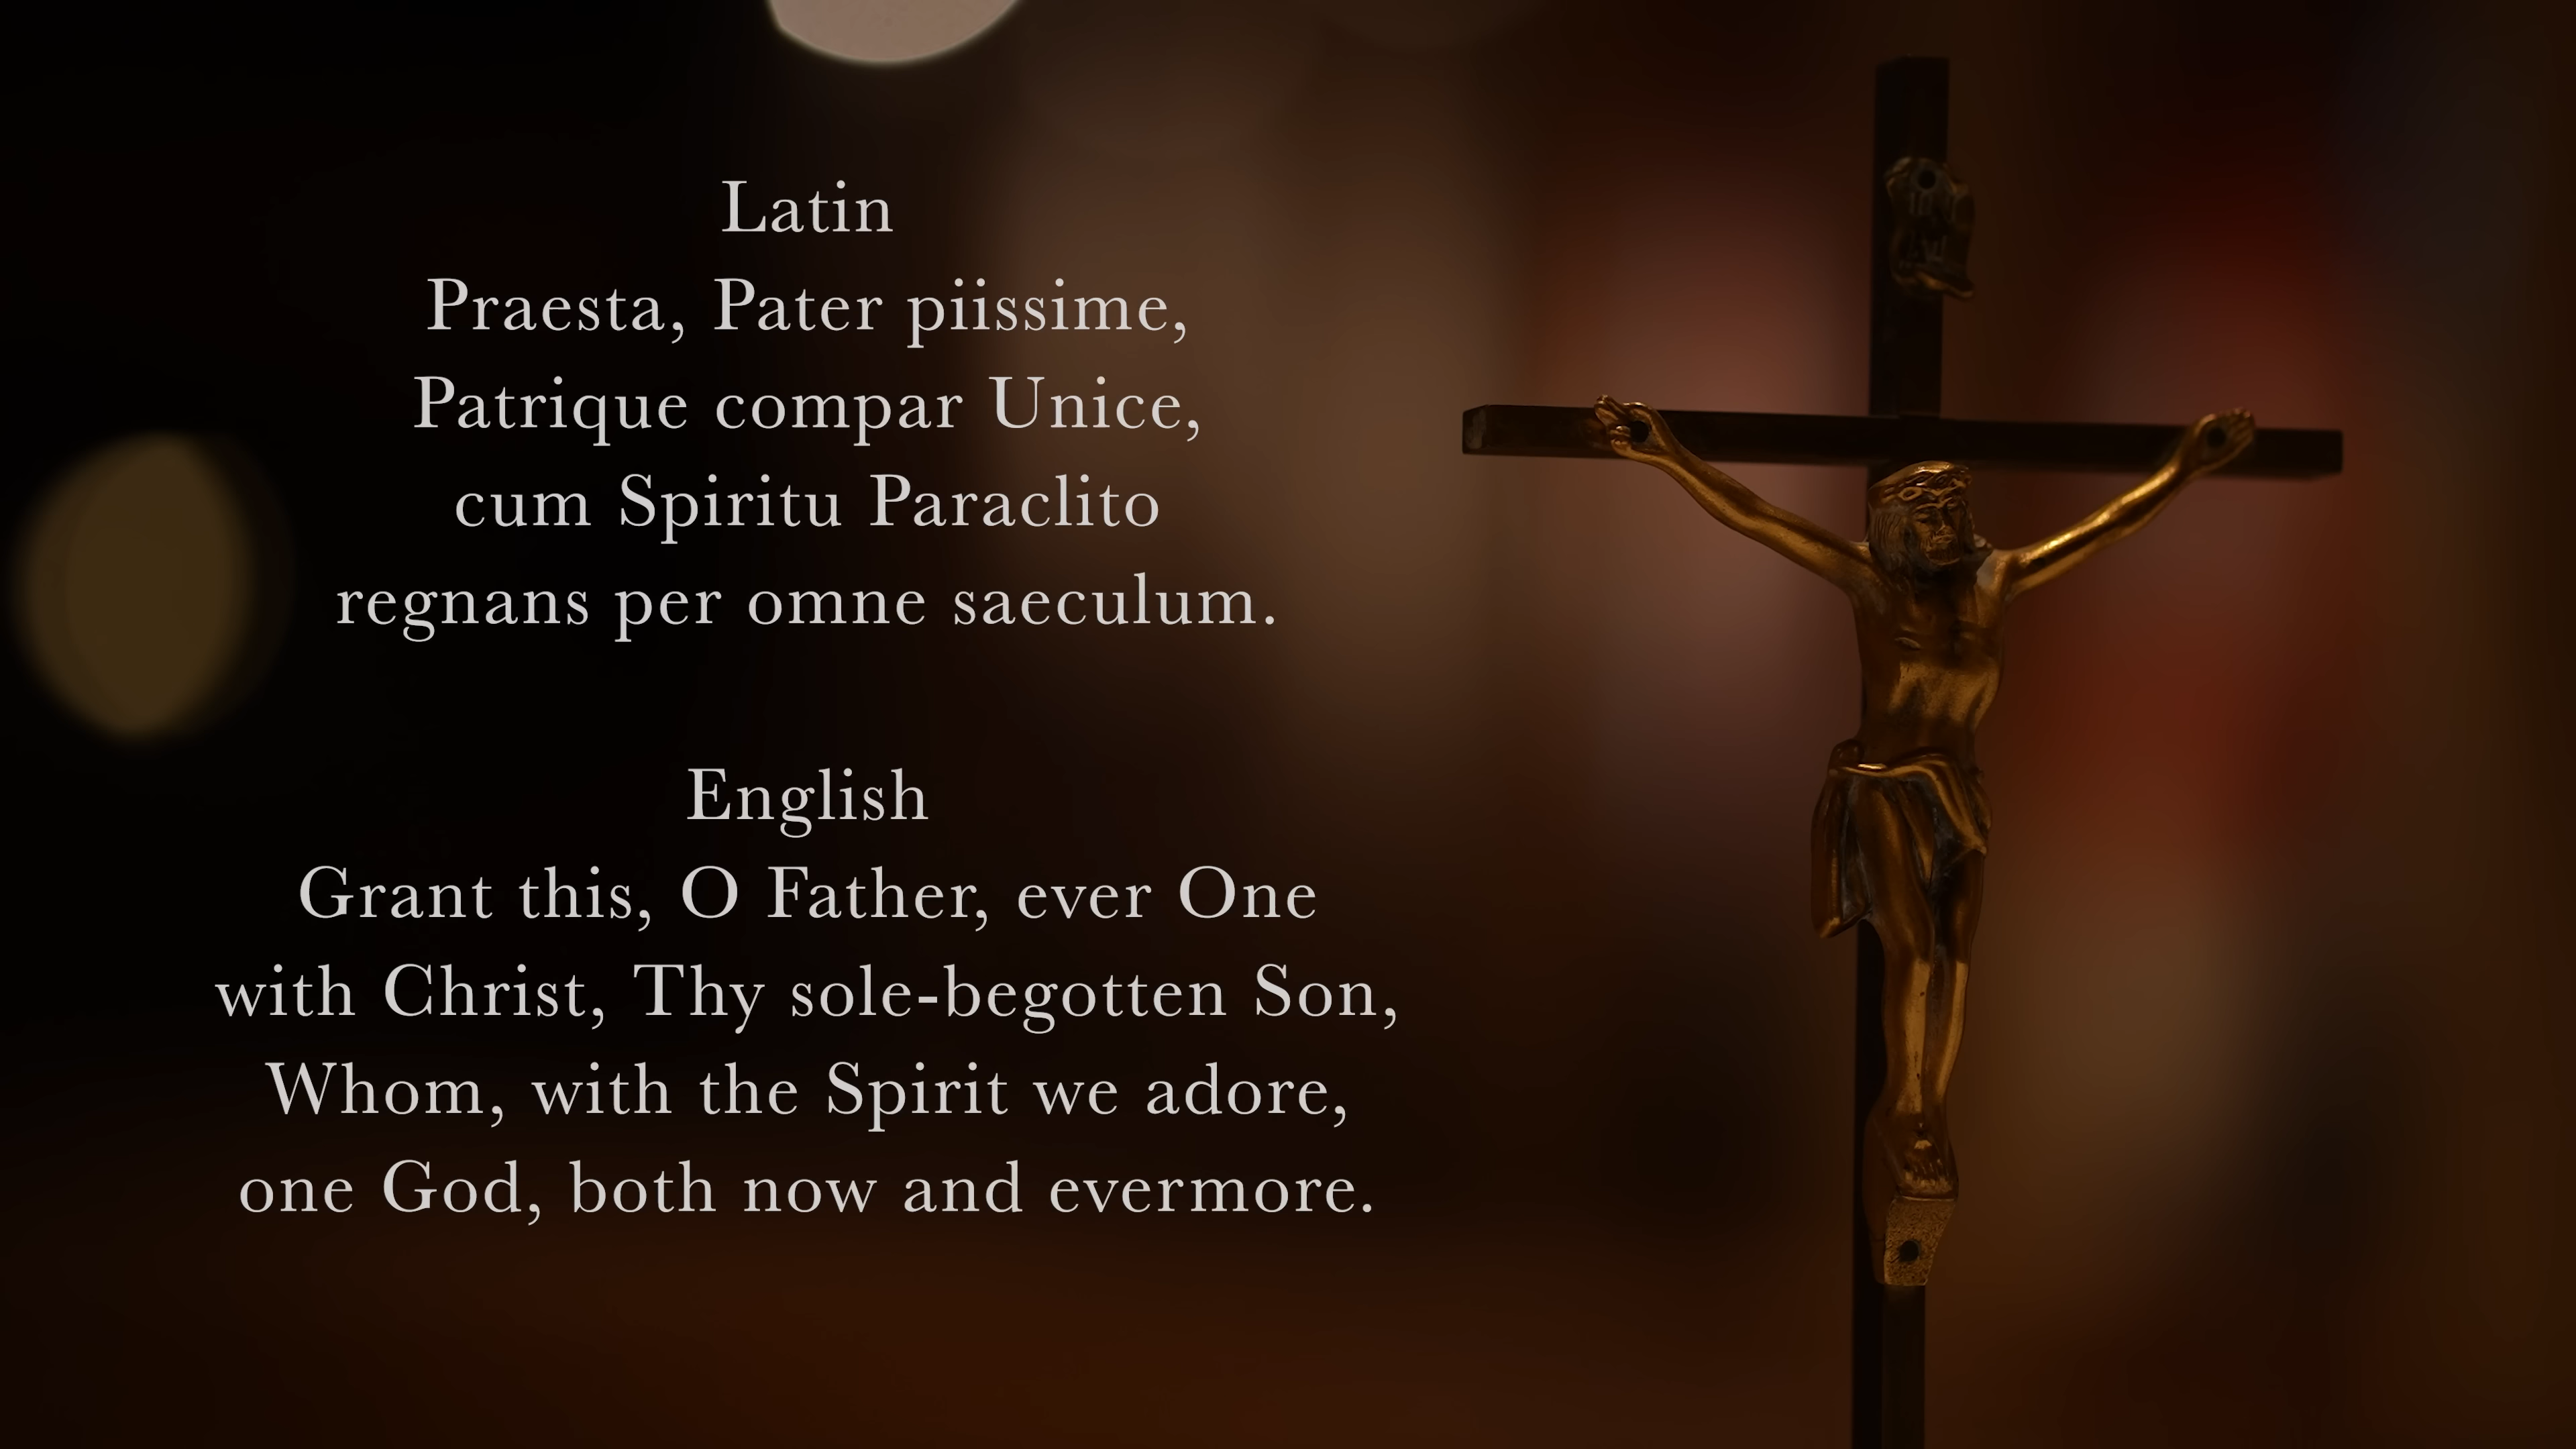 Latin
Praesta, Pater piissime,
Patrique compar Unice,
cum Spiritu Paraclito
regnans per omne saeculum.
English
Grant this, O Father, ever One
with Christ, Thy sole-begotten Son,
Whom, with the Spirit we adore,
one God, both now and evermore.